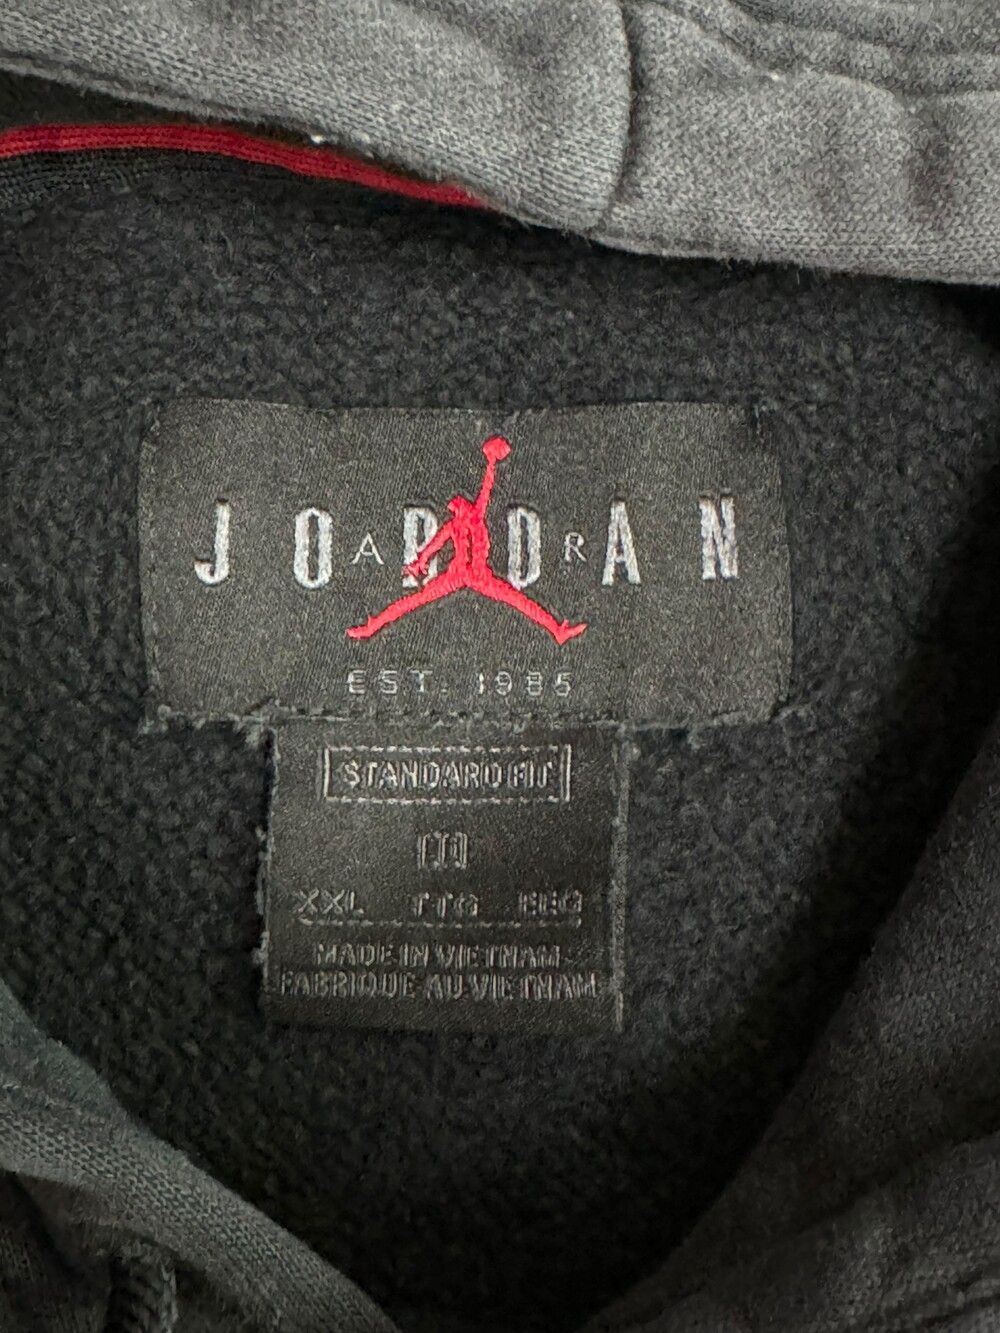 JORDAN
AIR
EST. 1985
STANDARD FIT
XXL TTG EEG
MADE IN VIETNAM
FABRIQUE AU VIETNAM